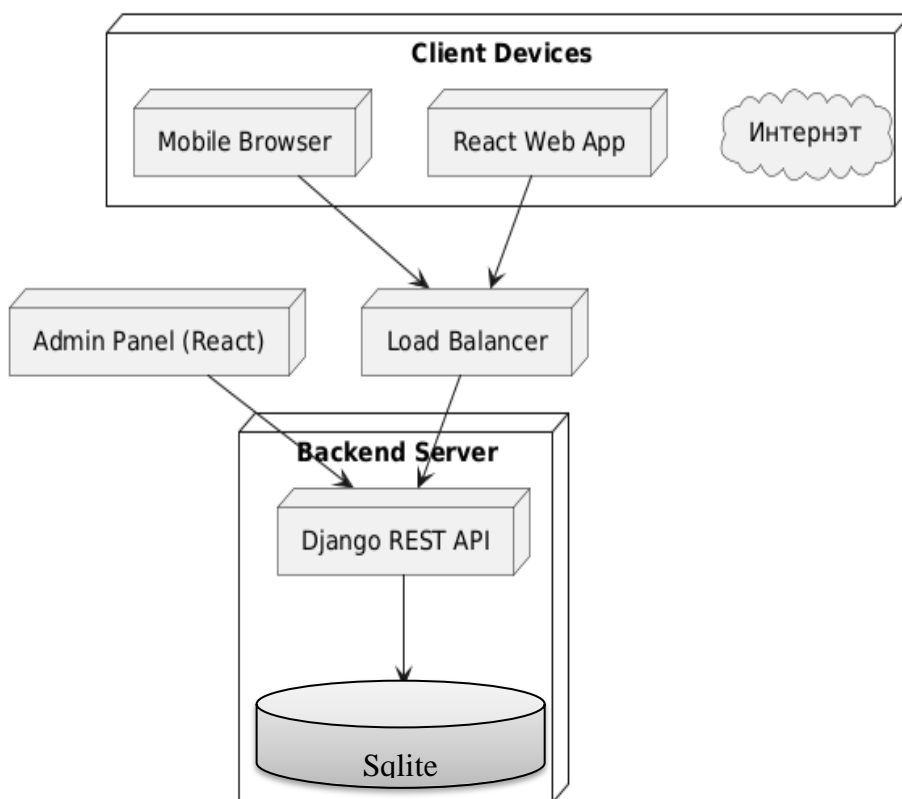 Client Devices
Mobile Browser
React Web App
Интернэт
Admin Panel (React)
Load Balancer
Backend Server
Django REST API
Sqlite